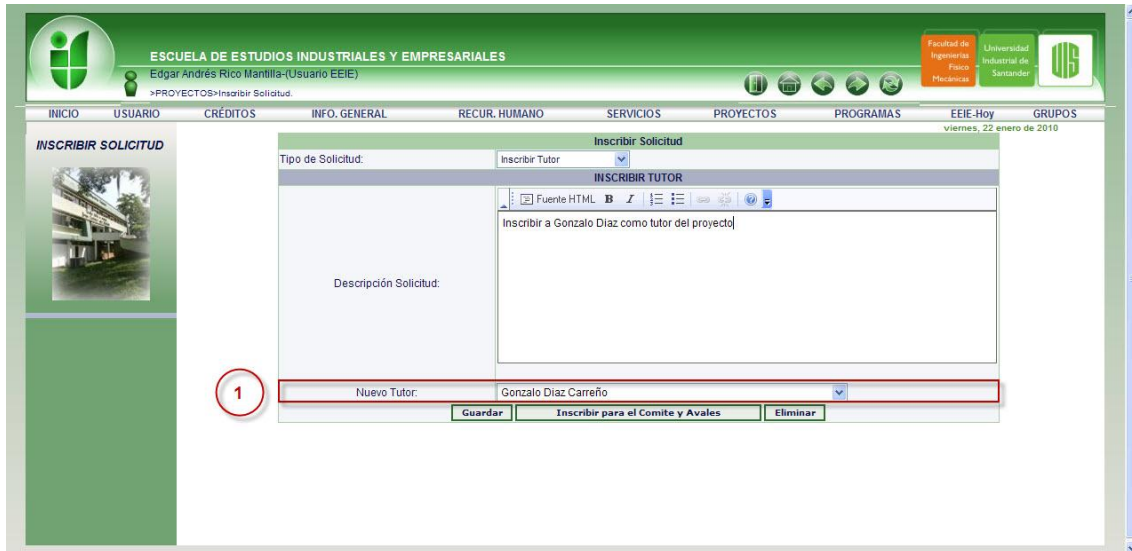 ESCUELA DE ESTUDIOS INDUSTRIALES Y EMPRESARIALES
Edgar Andrés Rico Mantilla-(Usuario EEIE)
>PROYECTOS>Inscribir Solicitud.
Facultad de
Ingenierías
Físico
Mecánicas
Universidad
Industrial de
Santander
INICIO USUARIO CRÉDITOS INFO. GENERAL RECUR. HUMANO SERVICIOS PROYECTOS PROGRAMAS EEIE-Hoy GRUPOS
viernes, 22 enero de 2010
INSCRIBIR SOLICITUD
Inscribir Solicitud
Tipo de Solicitud: Inscribir Tutor
INSCRIBIR TUTOR
Fuente HTML B I
Inscribir a Gonzalo Diaz como tutor del proyecto
Descripción Solicitud:
1
Nuevo Tutor: Gonzalo Diaz Carreño
Guardar Inscribir para el Comite y Avales Eliminar